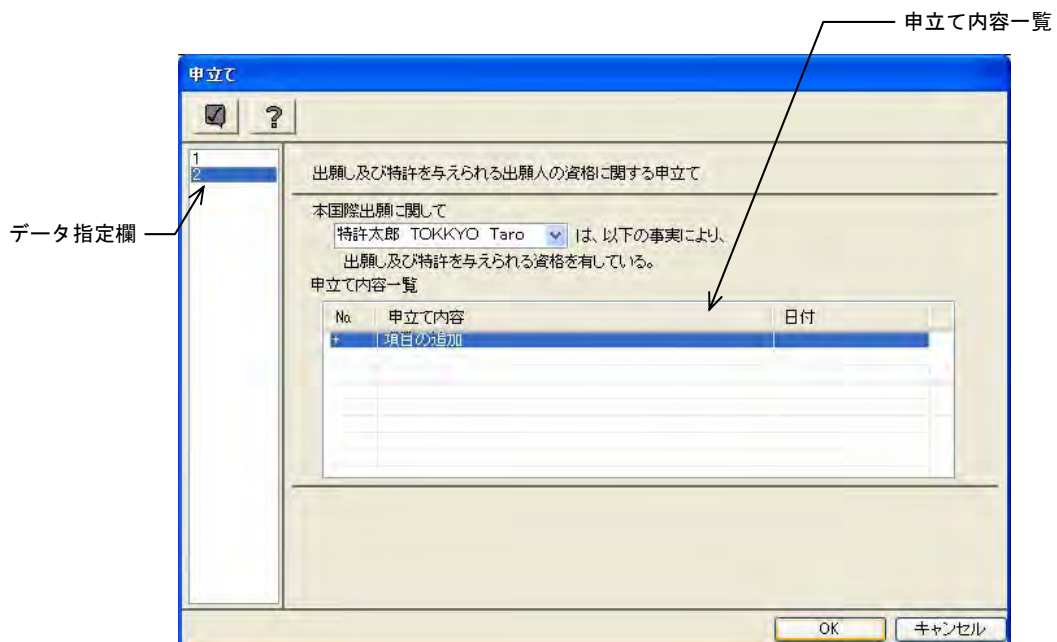 申立て内容一覧
申立て
?
1
2
出願し及び特許を与えられる出願人の資格に関する申立て
データ指定欄
本国際出願に関して
特許太郎 TOKKYO Taro は、以下の事実により、
出願し及び特許を与えられる資格を有している。
申立て内容一覧
No. 申立て内容 日付
+ 項目の追加
OK キャンセル